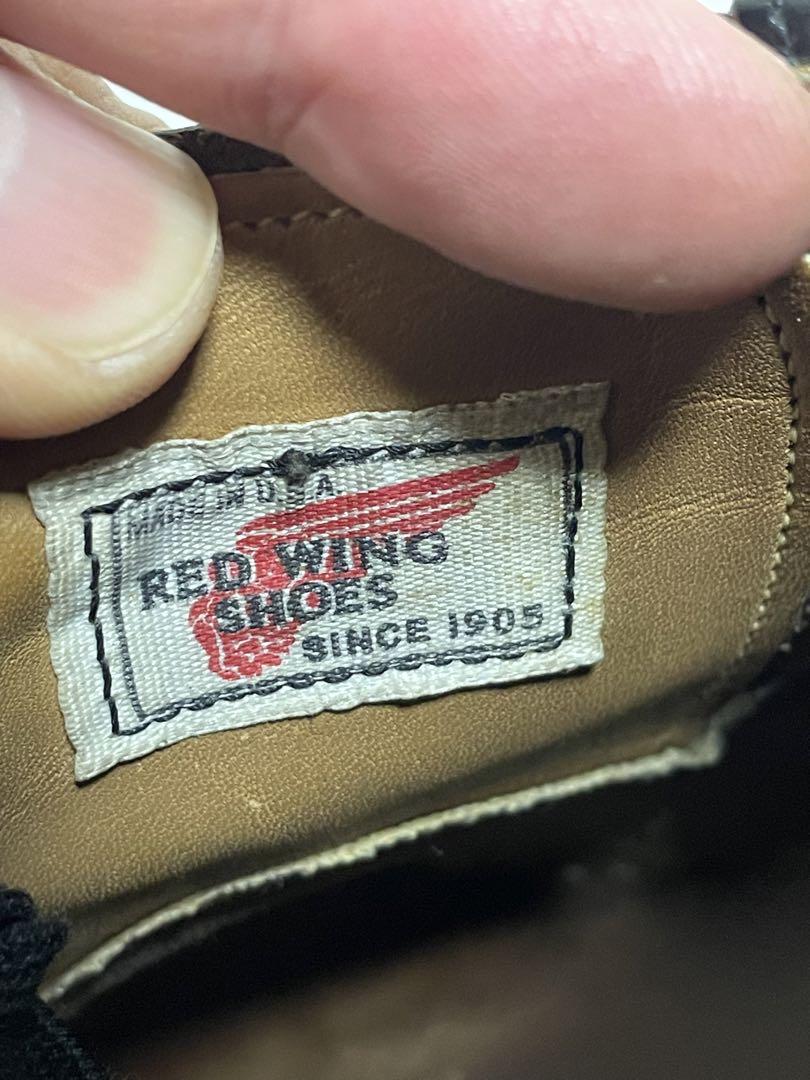 MADE IN U.S.A.
RED WING
SHOES
SINCE 1905